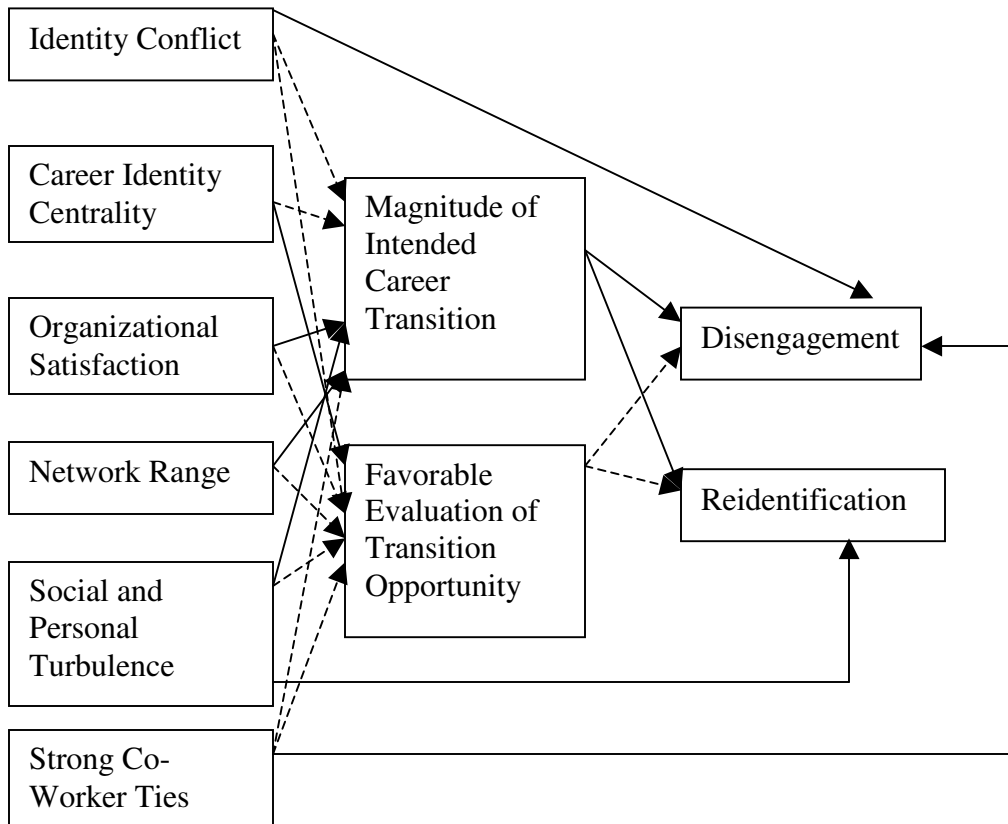 Identity Conflict
Career Identity
Centrality
Organizational
Satisfaction
Network Range
Social and
Personal
Turbulence
Strong Co-
Worker Ties
Magnitude of
Intended
Career
Transition
Favorable
Evaluation of
Transition
Opportunity
Disengagement
Reidentification